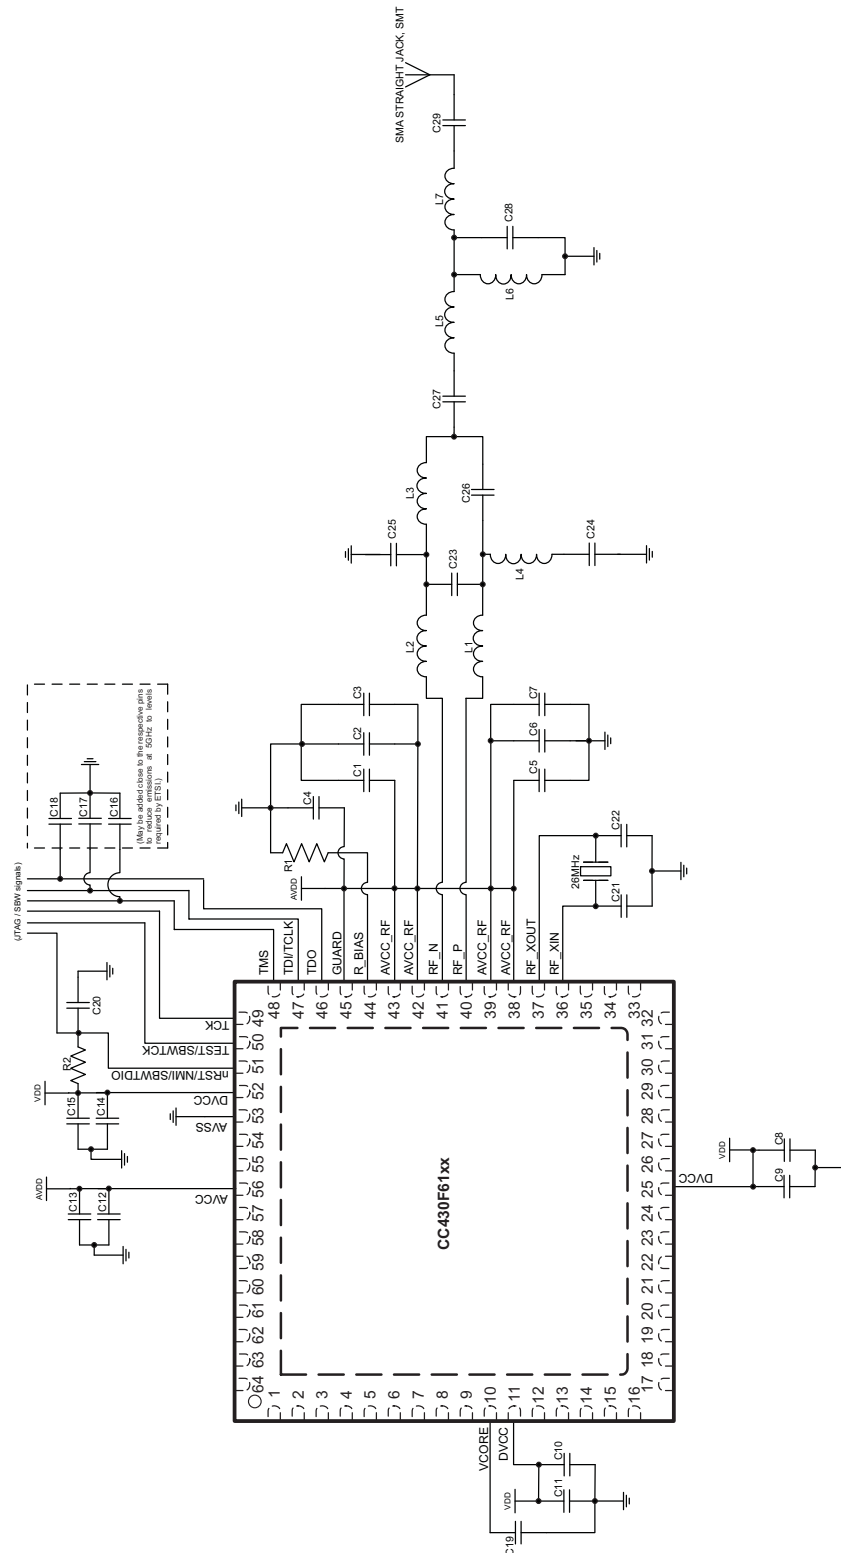 SMA STRAIGHT JACK, SMT
C29
L7
C28
L6
L5
C27
L3
C26
C25
C23
C24
L4
L2
L1
C3
C2
C1
C4
R1
AVDD
C7
C6
C5
C22
C21
26MHz
C18
C17
C16
(May be added close to the respective pins
to reduce emissions at 5GHz to levels
required by ETSI.)
(JTAG / SBW signals)
TMS
TDI/TCLK
TDO
GUARD
R_BIAS
AVCC_RF
AVCC_RF
RF_N
RF_P
AVCC_RF
AVCC_RF
RF_XOUT
RF_XIN
48
47
46
45
44
43
42
41
40
39
38
37
36
35
34
33
C20
R2
VDD
C15
C14
AVDD
C13
C12
TCK
TEST/SBWTCK
nRST/NMI/SBWTDIO
DVCC
AVSS
AVCC
49
50
51
52
53
54
55
56
57
58
59
60
61
62
63
64
CC430F61xx
32
31
30
29
28
27
26
25
24
23
22
21
20
19
18
17
DVCC
VDD
C8
C9
1
2
3
4
5
6
7
8
9
10
11
12
13
14
15
16
VCORE
DVCC
VDD
C10
C11
C19